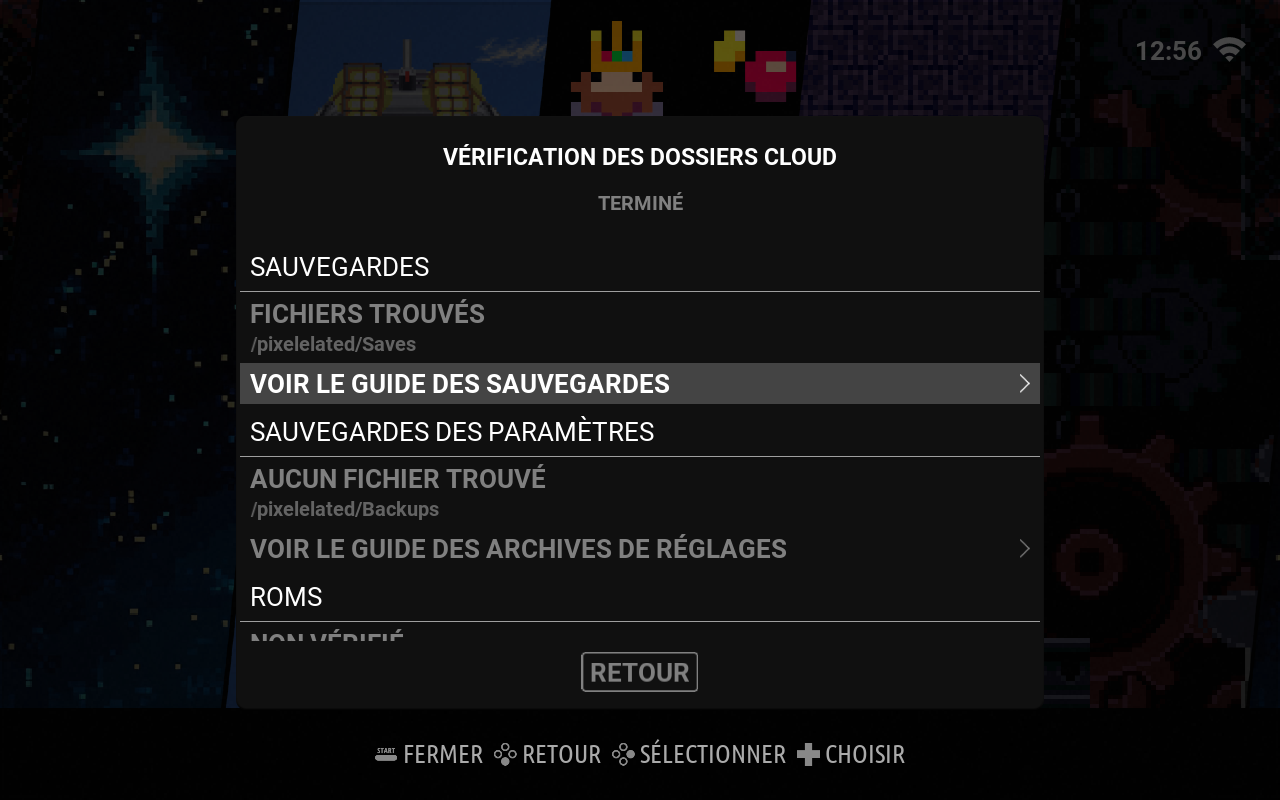 12:56
VÉRIFICATION DES DOSSIERS CLOUD
TERMINÉ
SAUVEGARDES
FICHIERS TROUVÉS
/pixelelated/Saves
VOIR LE GUIDE DES SAUVEGARDES
SAUVEGARDES DES PARAMÈTRES
AUCUN FICHIER TROUVÉ
/pixelelated/Backups
VOIR LE GUIDE DES ARCHIVES DE RÉGLAGES
ROMS
NON VÉRIFIÉ
RETOUR
START FERMER RETOUR SÉLECTIONNER CHOISIR